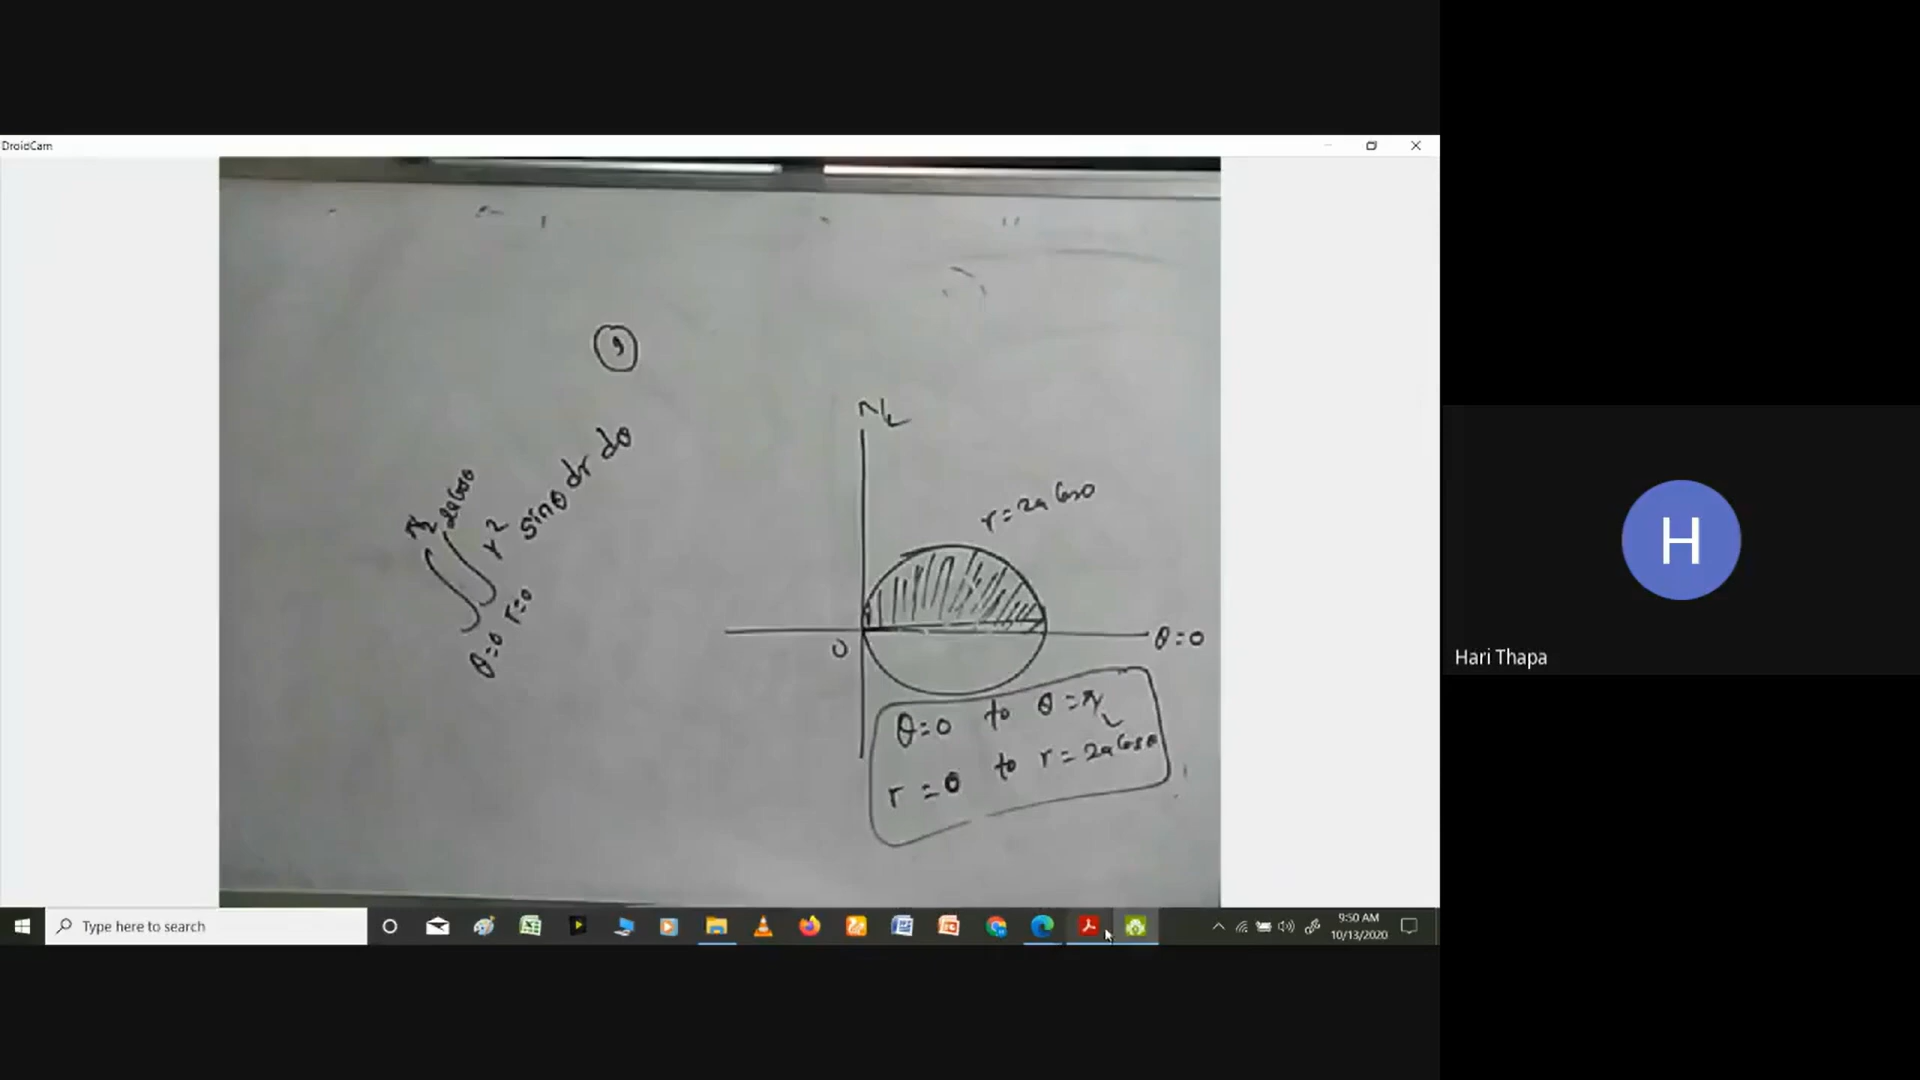 DroidCam
9
π/2 2a cosθ
∫∫ r² sinθ dr dθ
θ=0 r=0
π/2
r=2a cosθ
0
θ=0
θ=0 to θ=π/2
r=0 to r=2a cosθ
H
Hari Thapa
Type here to search
9:50 AM
10/13/2020